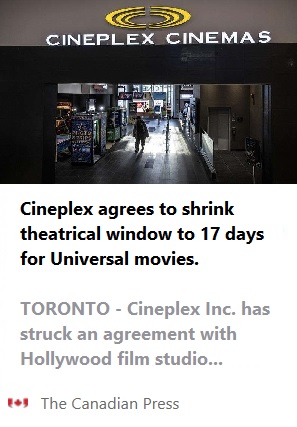 CINEPLEX CINEMAS
Cineplex agrees to shrink
theatrical window to 17 days
for Universal movies.
TORONTO - Cineplex Inc. has
struck an agreement with
Hollywood film studio...
The Canadian Press